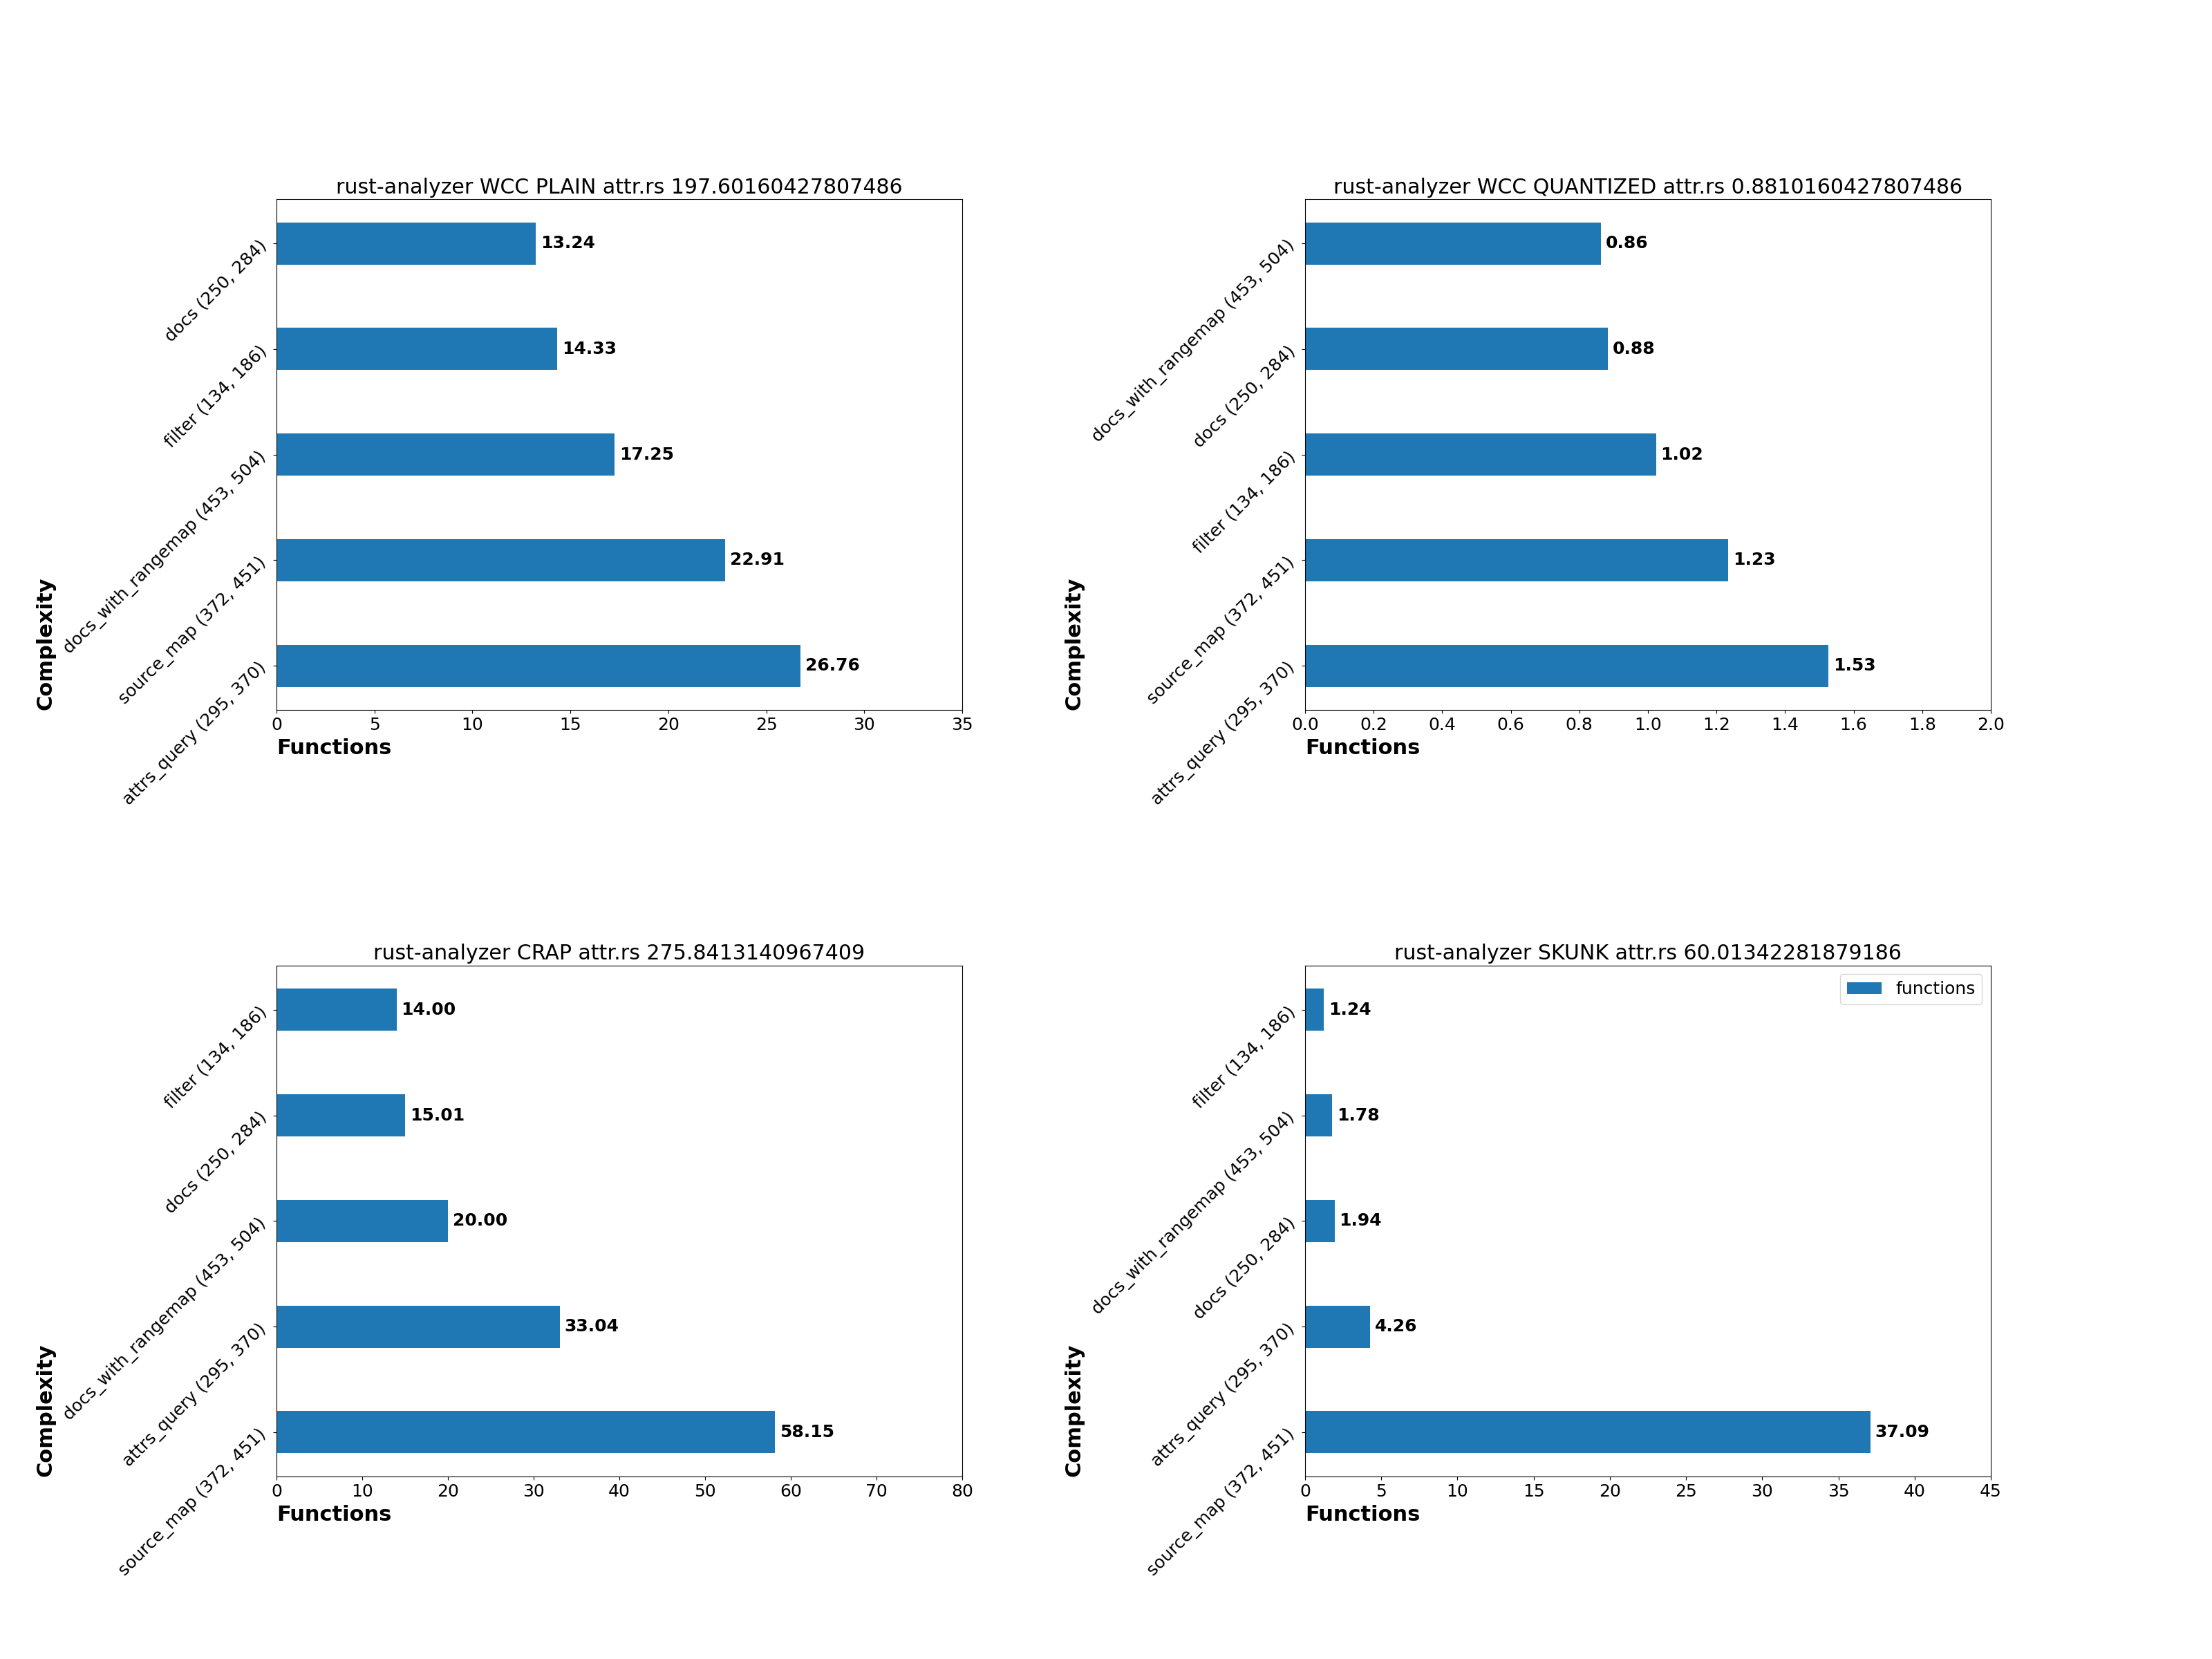 rust-analyzer WCC PLAIN attr.rs 197.60160427807486
docs (250, 284)
13.24
filter (134, 186)
14.33
docs_with_rangemap (453, 504)
17.25
source_map (372, 451)
22.91
attrs_query (295, 370)
26.76
Complexity
0 5 10 15 20 25 30 35
Functions
rust-analyzer WCC QUANTIZED attr.rs 0.8810160427807486
docs_with_rangemap (453, 504)
0.86
docs (250, 284)
0.88
filter (134, 186)
1.02
source_map (372, 451)
1.23
attrs_query (295, 370)
1.53
Complexity
0.0 0.2 0.4 0.6 0.8 1.0 1.2 1.4 1.6 1.8 2.0
Functions
rust-analyzer CRAP attr.rs 275.8413140967409
filter (134, 186)
14.00
docs (250, 284)
15.01
docs_with_rangemap (453, 504)
20.00
attrs_query (295, 370)
33.04
source_map (372, 451)
58.15
Complexity
0 10 20 30 40 50 60 70 80
Functions
rust-analyzer SKUNK attr.rs 60.01342281879186
functions
filter (134, 186)
1.24
docs_with_rangemap (453, 504)
1.78
docs (250, 284)
1.94
attrs_query (295, 370)
4.26
source_map (372, 451)
37.09
Complexity
0 5 10 15 20 25 30 35 40 45
Functions